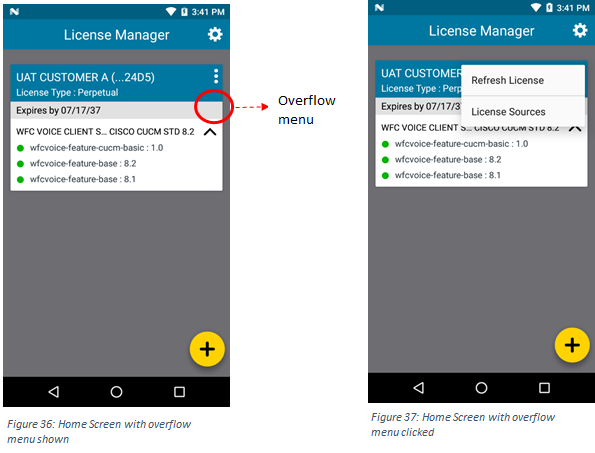 3:41 PM
License Manager
UAT CUSTOMER A (...24D5)
License Type : Perpetual
Expires by 07/17/37
WFC VOICE CLIENT S... CISCO CUCM STD 8.2
wfcvoice-feature-cucm-basic : 1.0
wfcvoice-feature-base : 8.2
wfcvoice-feature-base : 8.1
Overflow
menu
Figure 36: Home Screen with overflow
menu shown
3:41 PM
License Manager
UAT CUSTOMER
License Type : Perpetual
Expires by 07/17/37
Refresh License
License Sources
WFC VOICE CLIENT S... CISCO CUCM STD 8.2
wfcvoice-feature-cucm-basic : 1.0
wfcvoice-feature-base : 8.2
wfcvoice-feature-base : 8.1
Figure 37: Home Screen with overflow
menu clicked